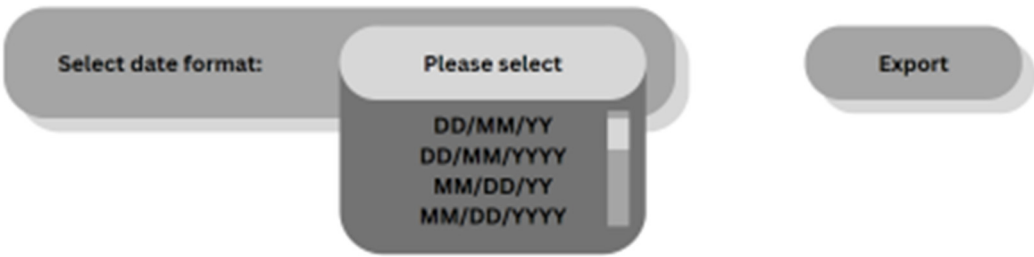 Select date format:
Please select
Export
DD/MM/YY
DD/MM/YYYY
MM/DD/YY
MM/DD/YYYY